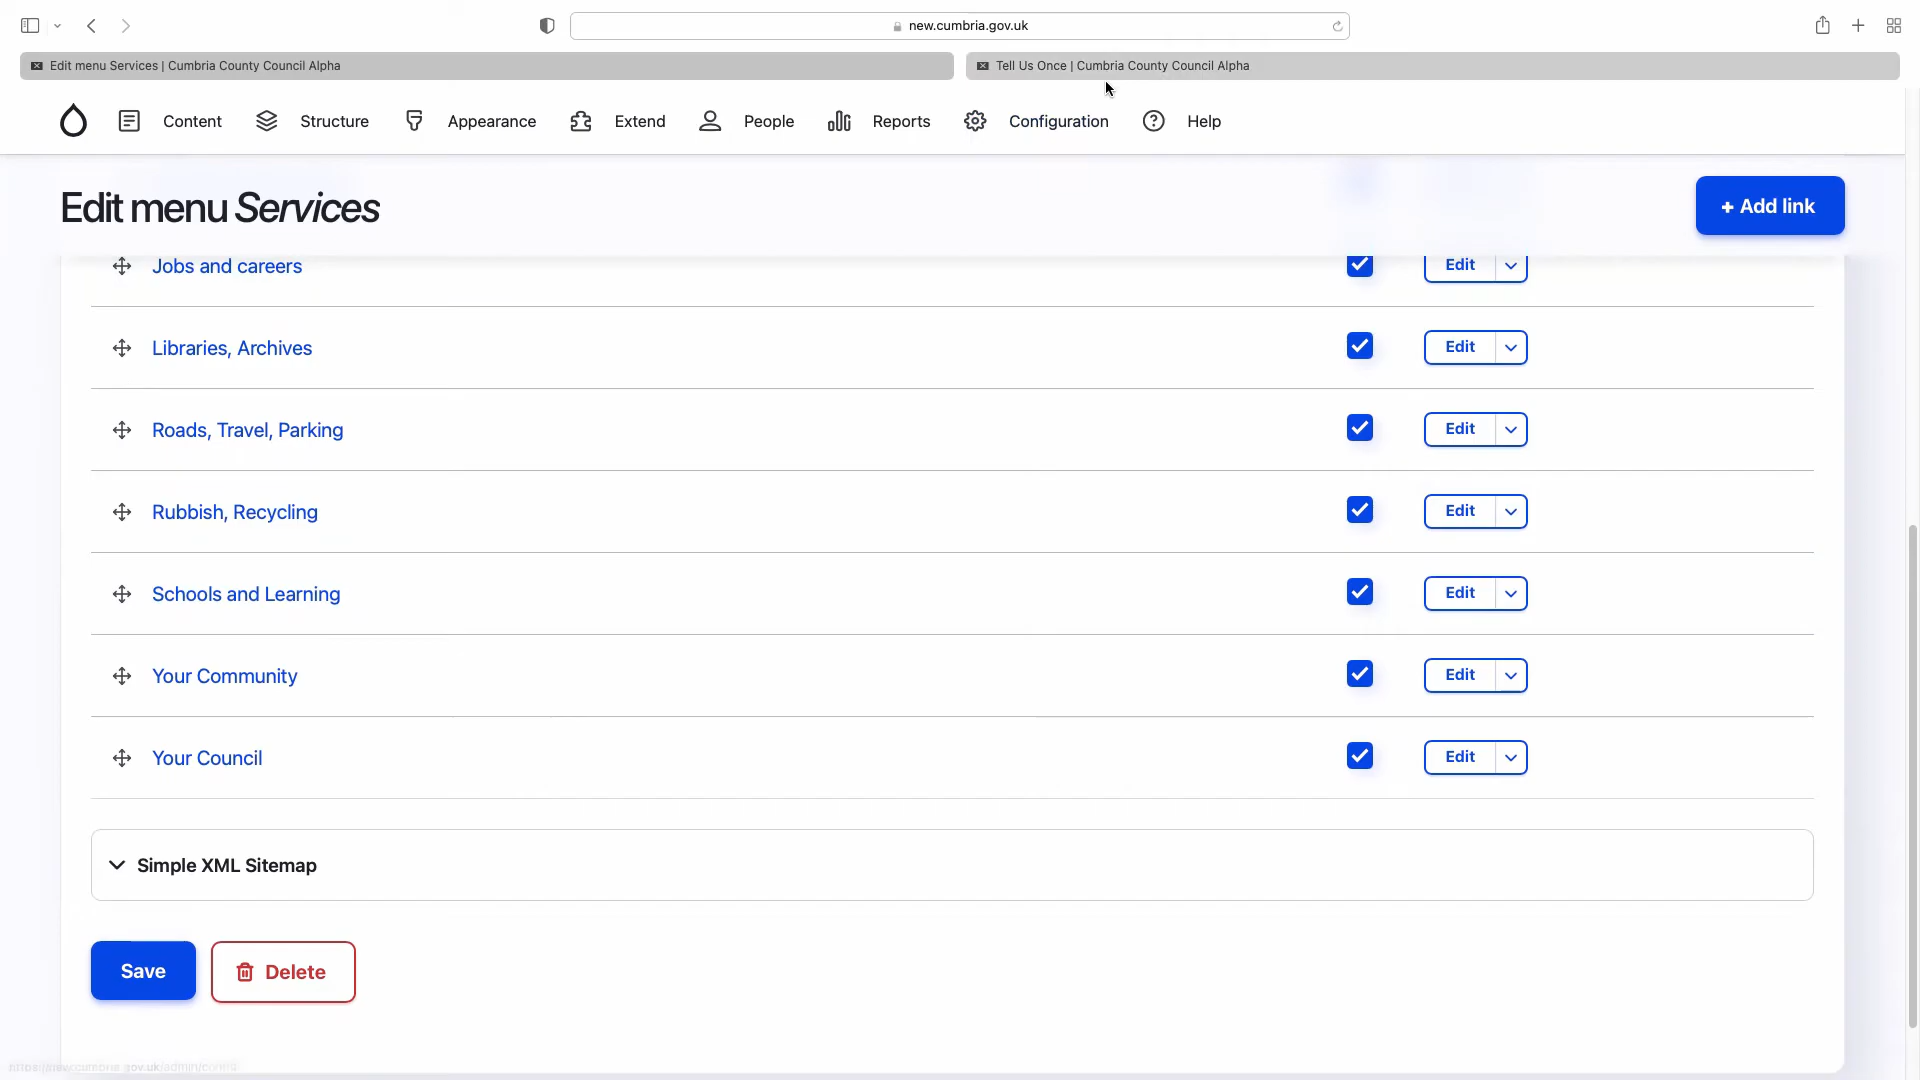 new.cumbria.gov.uk
Edit menu Services | Cumbria County Council Alpha
Tell Us Once | Cumbria County Council Alpha
Content
Structure
Appearance
Extend
People
Reports
Configuration
Help
Edit menu Services
+ Add link
Jobs and careers
Edit
Libraries, Archives
Edit
Roads, Travel, Parking
Edit
Rubbish, Recycling
Edit
Schools and Learning
Edit
Your Community
Edit
Your Council
Edit
Simple XML Sitemap
Save
Delete